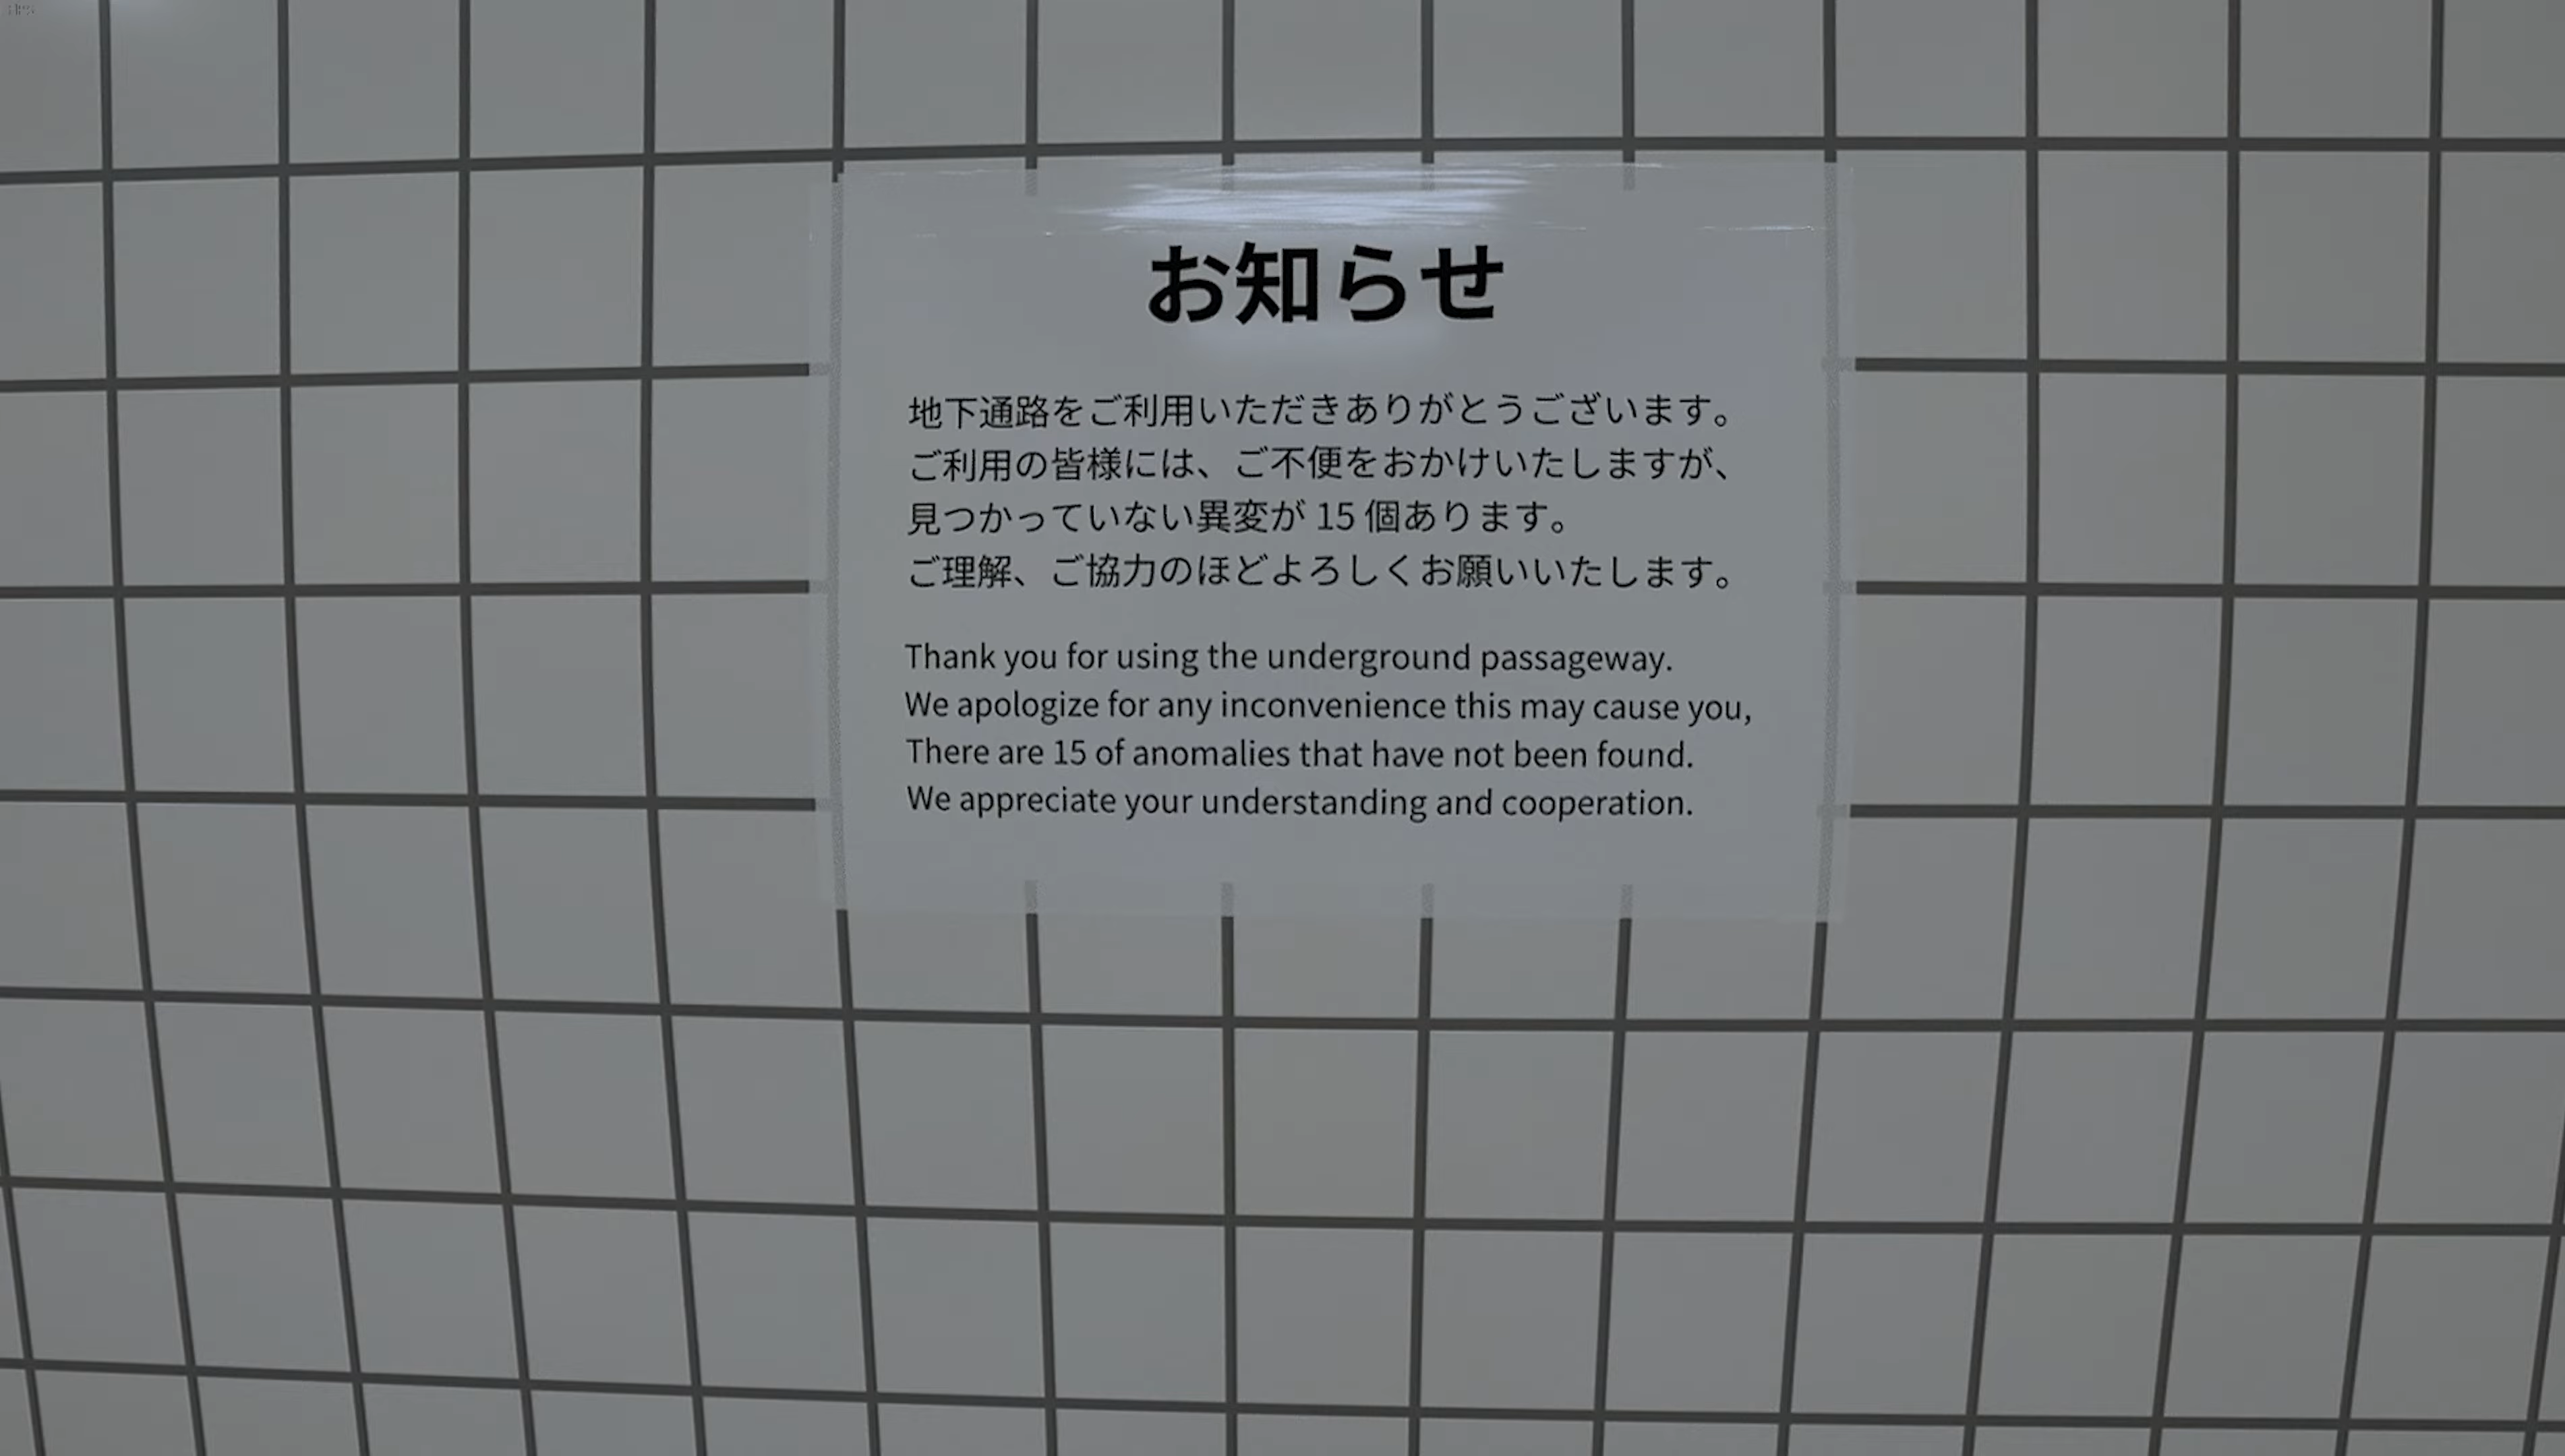 お知らせ
地下通路をご利用いただきありがとうございます。
ご利用の皆様には、ご不便をおかけいたしますが、
見つかっていない異変が 15 個あります。
ご理解、ご協力のほどよろしくお願いいたします。
Thank you for using the underground passageway.
We apologize for any inconvenience this may cause you,
There are 15 of anomalies that have not been found.
We appreciate your understanding and cooperation.